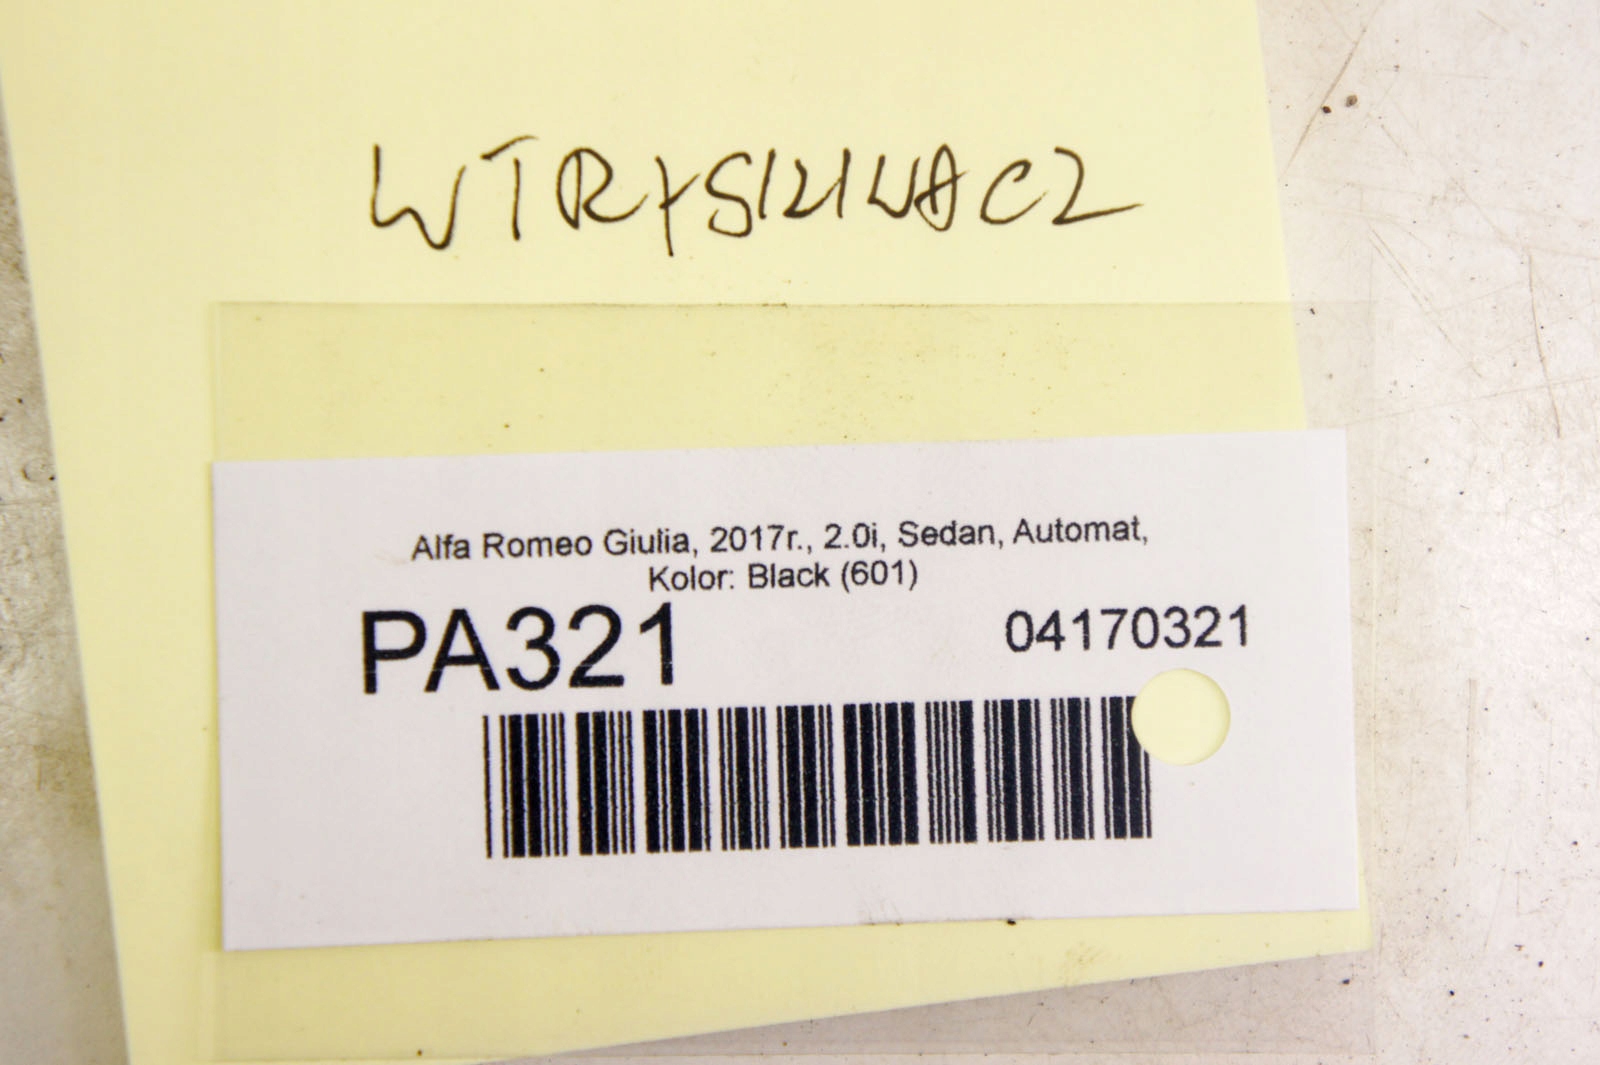 WTRYSKIWACZ
Alfa Romeo Giulia, 2017r., 2.0i, Sedan, Automat,
Kolor: Black (601)
PA321 04170321